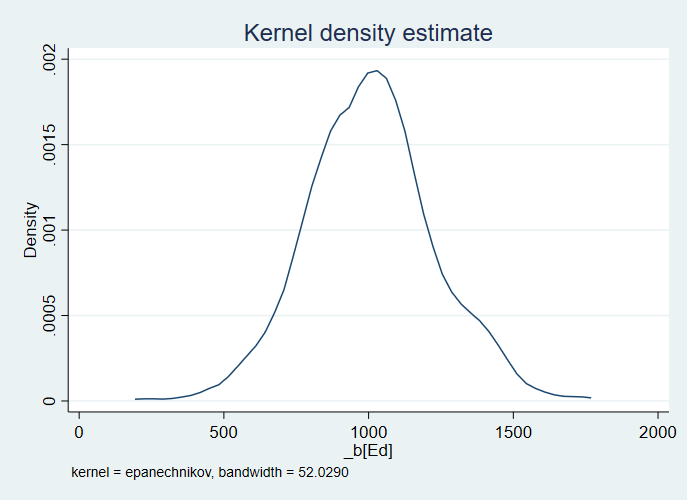 Kernel density estimate
.002
.0015
.001
.0005
0
Density
0 500 1000 1500 2000
_b[Ed]
kernel = epanechnikov, bandwidth = 52.0290